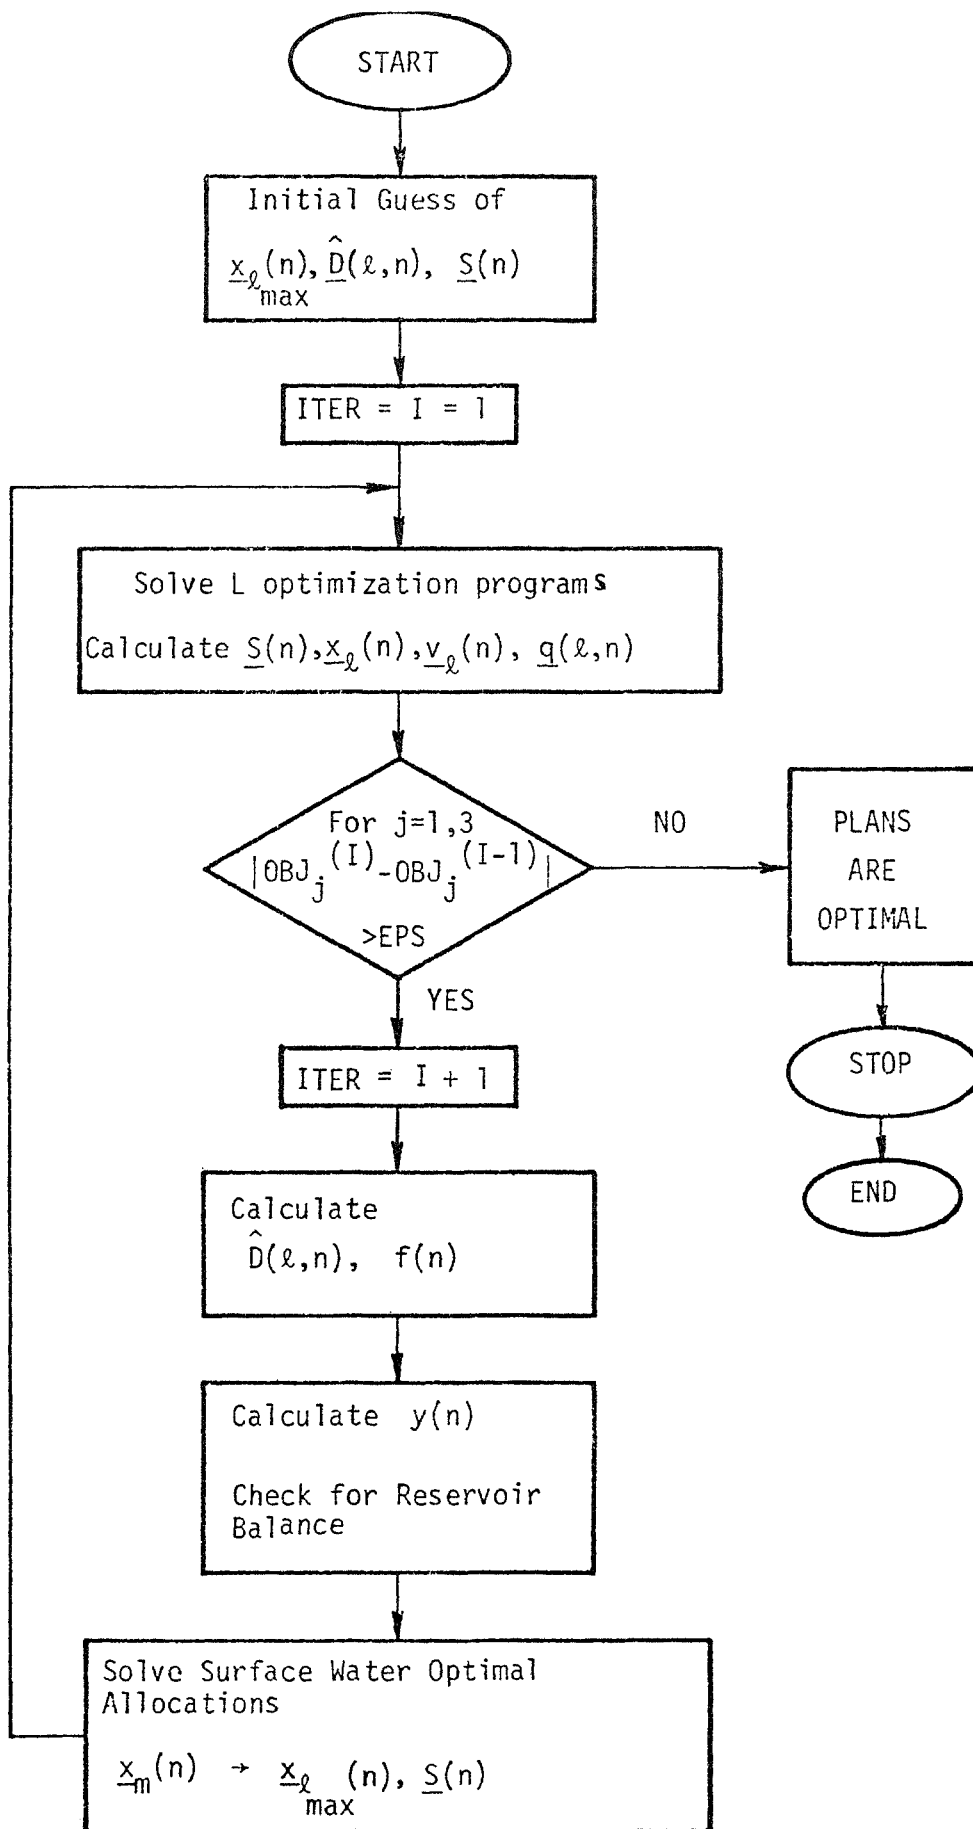 START
Initial Guess of
x_ℓmax(n), D̂(ℓ,n), S(n)
ITER = I = 1
Solve L optimization programs
Calculate S(n),x_ℓ(n),v_ℓ(n), q(ℓ,n)
For j=1,3
|OBJ_j^(I)-OBJ_j^(I-1)|
>EPS
NO
PLANS
ARE
OPTIMAL
YES
STOP
ITER = I + 1
END
Calculate
D̂(ℓ,n), f(n)
Calculate y(n)
Check for Reservoir
Balance
Solve Surface Water Optimal
Allocations
x_m(n) → x_ℓmax(n), S(n)